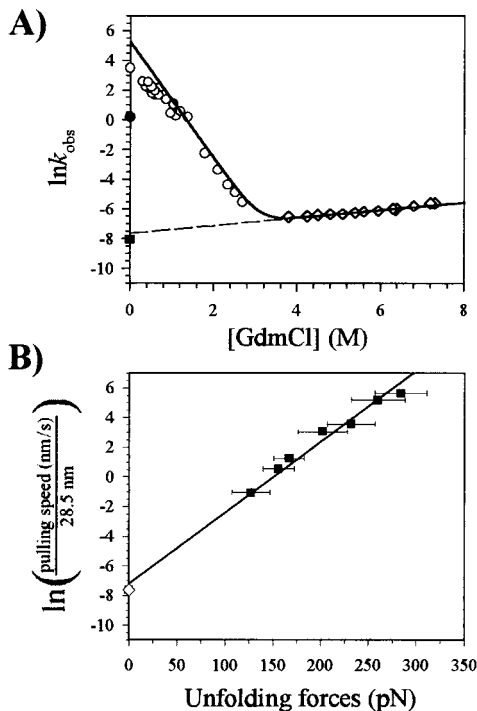 A)
6
4
2
0
-2
-4
-6
-8
-10
lnk_obs
0 2 4 6 8
[GdmCl] (M)
B)
6
4
2
0
-2
-4
-6
-8
-10
ln(pulling speed (nm/s) / 28.5 nm)
0 50 100 150 200 250 300 350
Unfolding forces (pN)